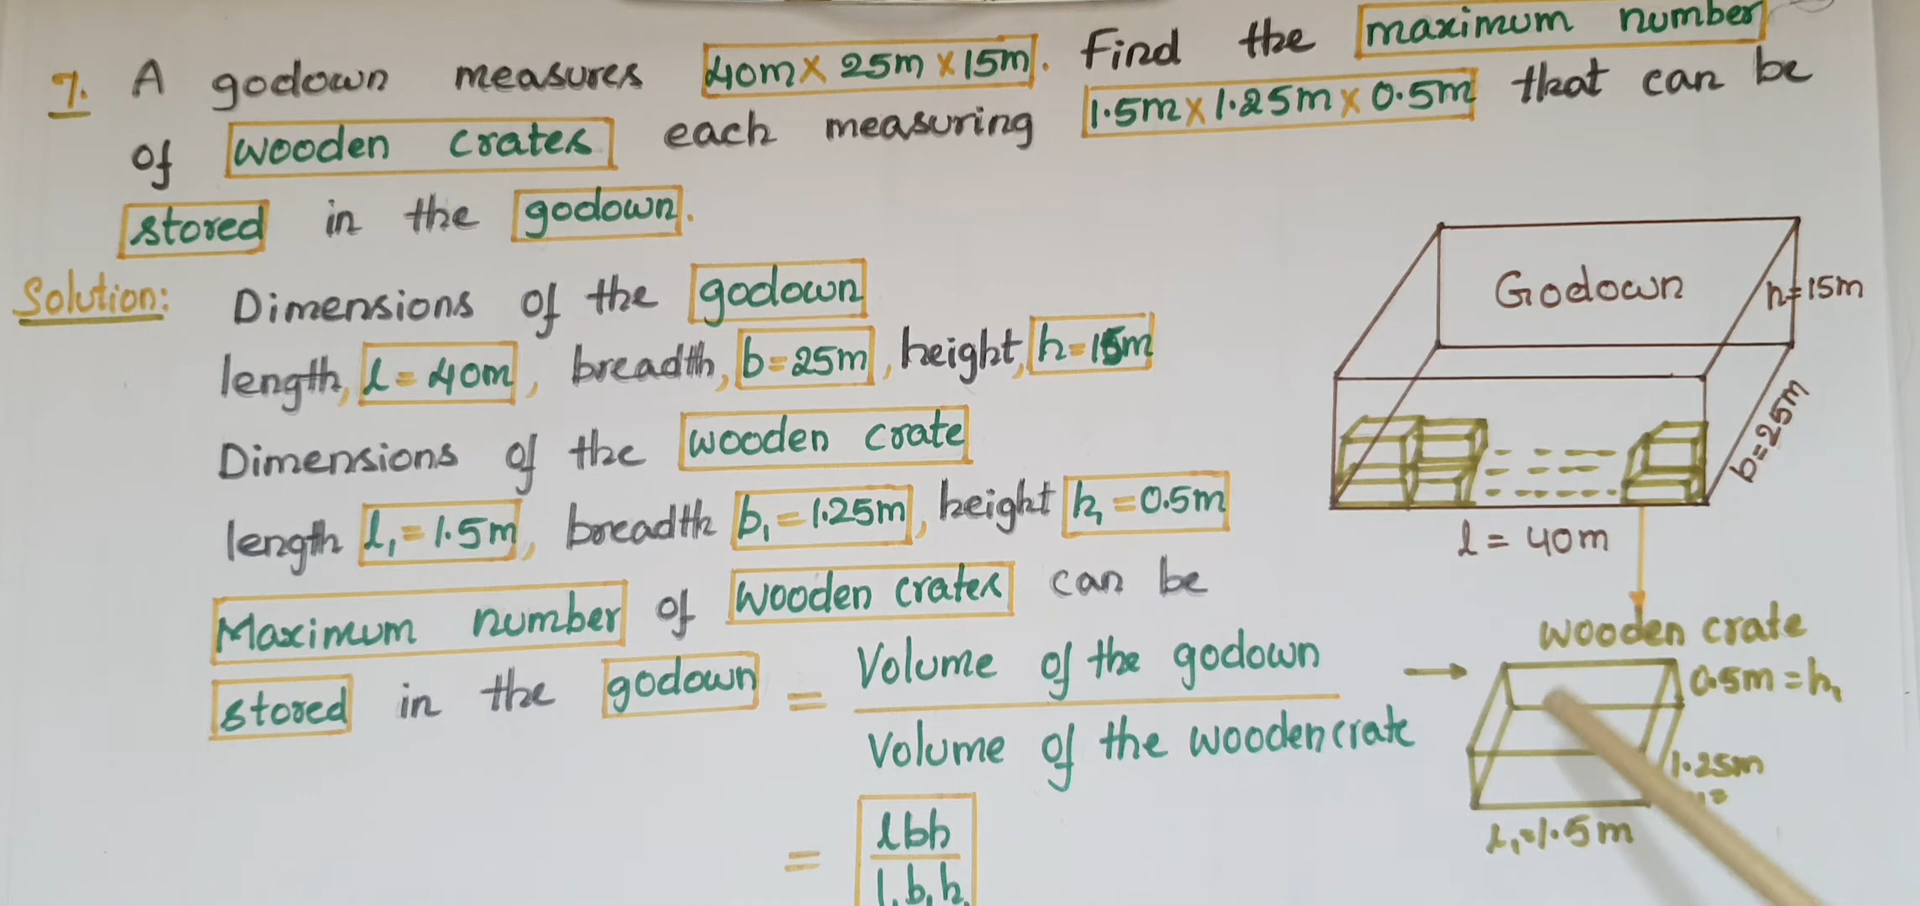 7. A godown measures 40m x 25m x 15m. Find the maximum number
of wooden crates each measuring 1.5m x 1.25m x 0.5m that can be
stored in the godown.
Solution: Dimensions of the godown
length, l = 40m, breadth, b = 25m, height, h = 15m
Dimensions of the wooden crate
length l₁ = 1.5m, breadth b₁ = 1.25m, height h₁ = 0.5m
Maximum number of wooden crates can be
stored in the godown = Volume of the godown
Volume of the wooden crate
= lbh
l₁b₁h₁
Godown
h=15m
b=25m
l = 40m
wooden crate
0.5m = h₁
1.25m
l₁=1.5m